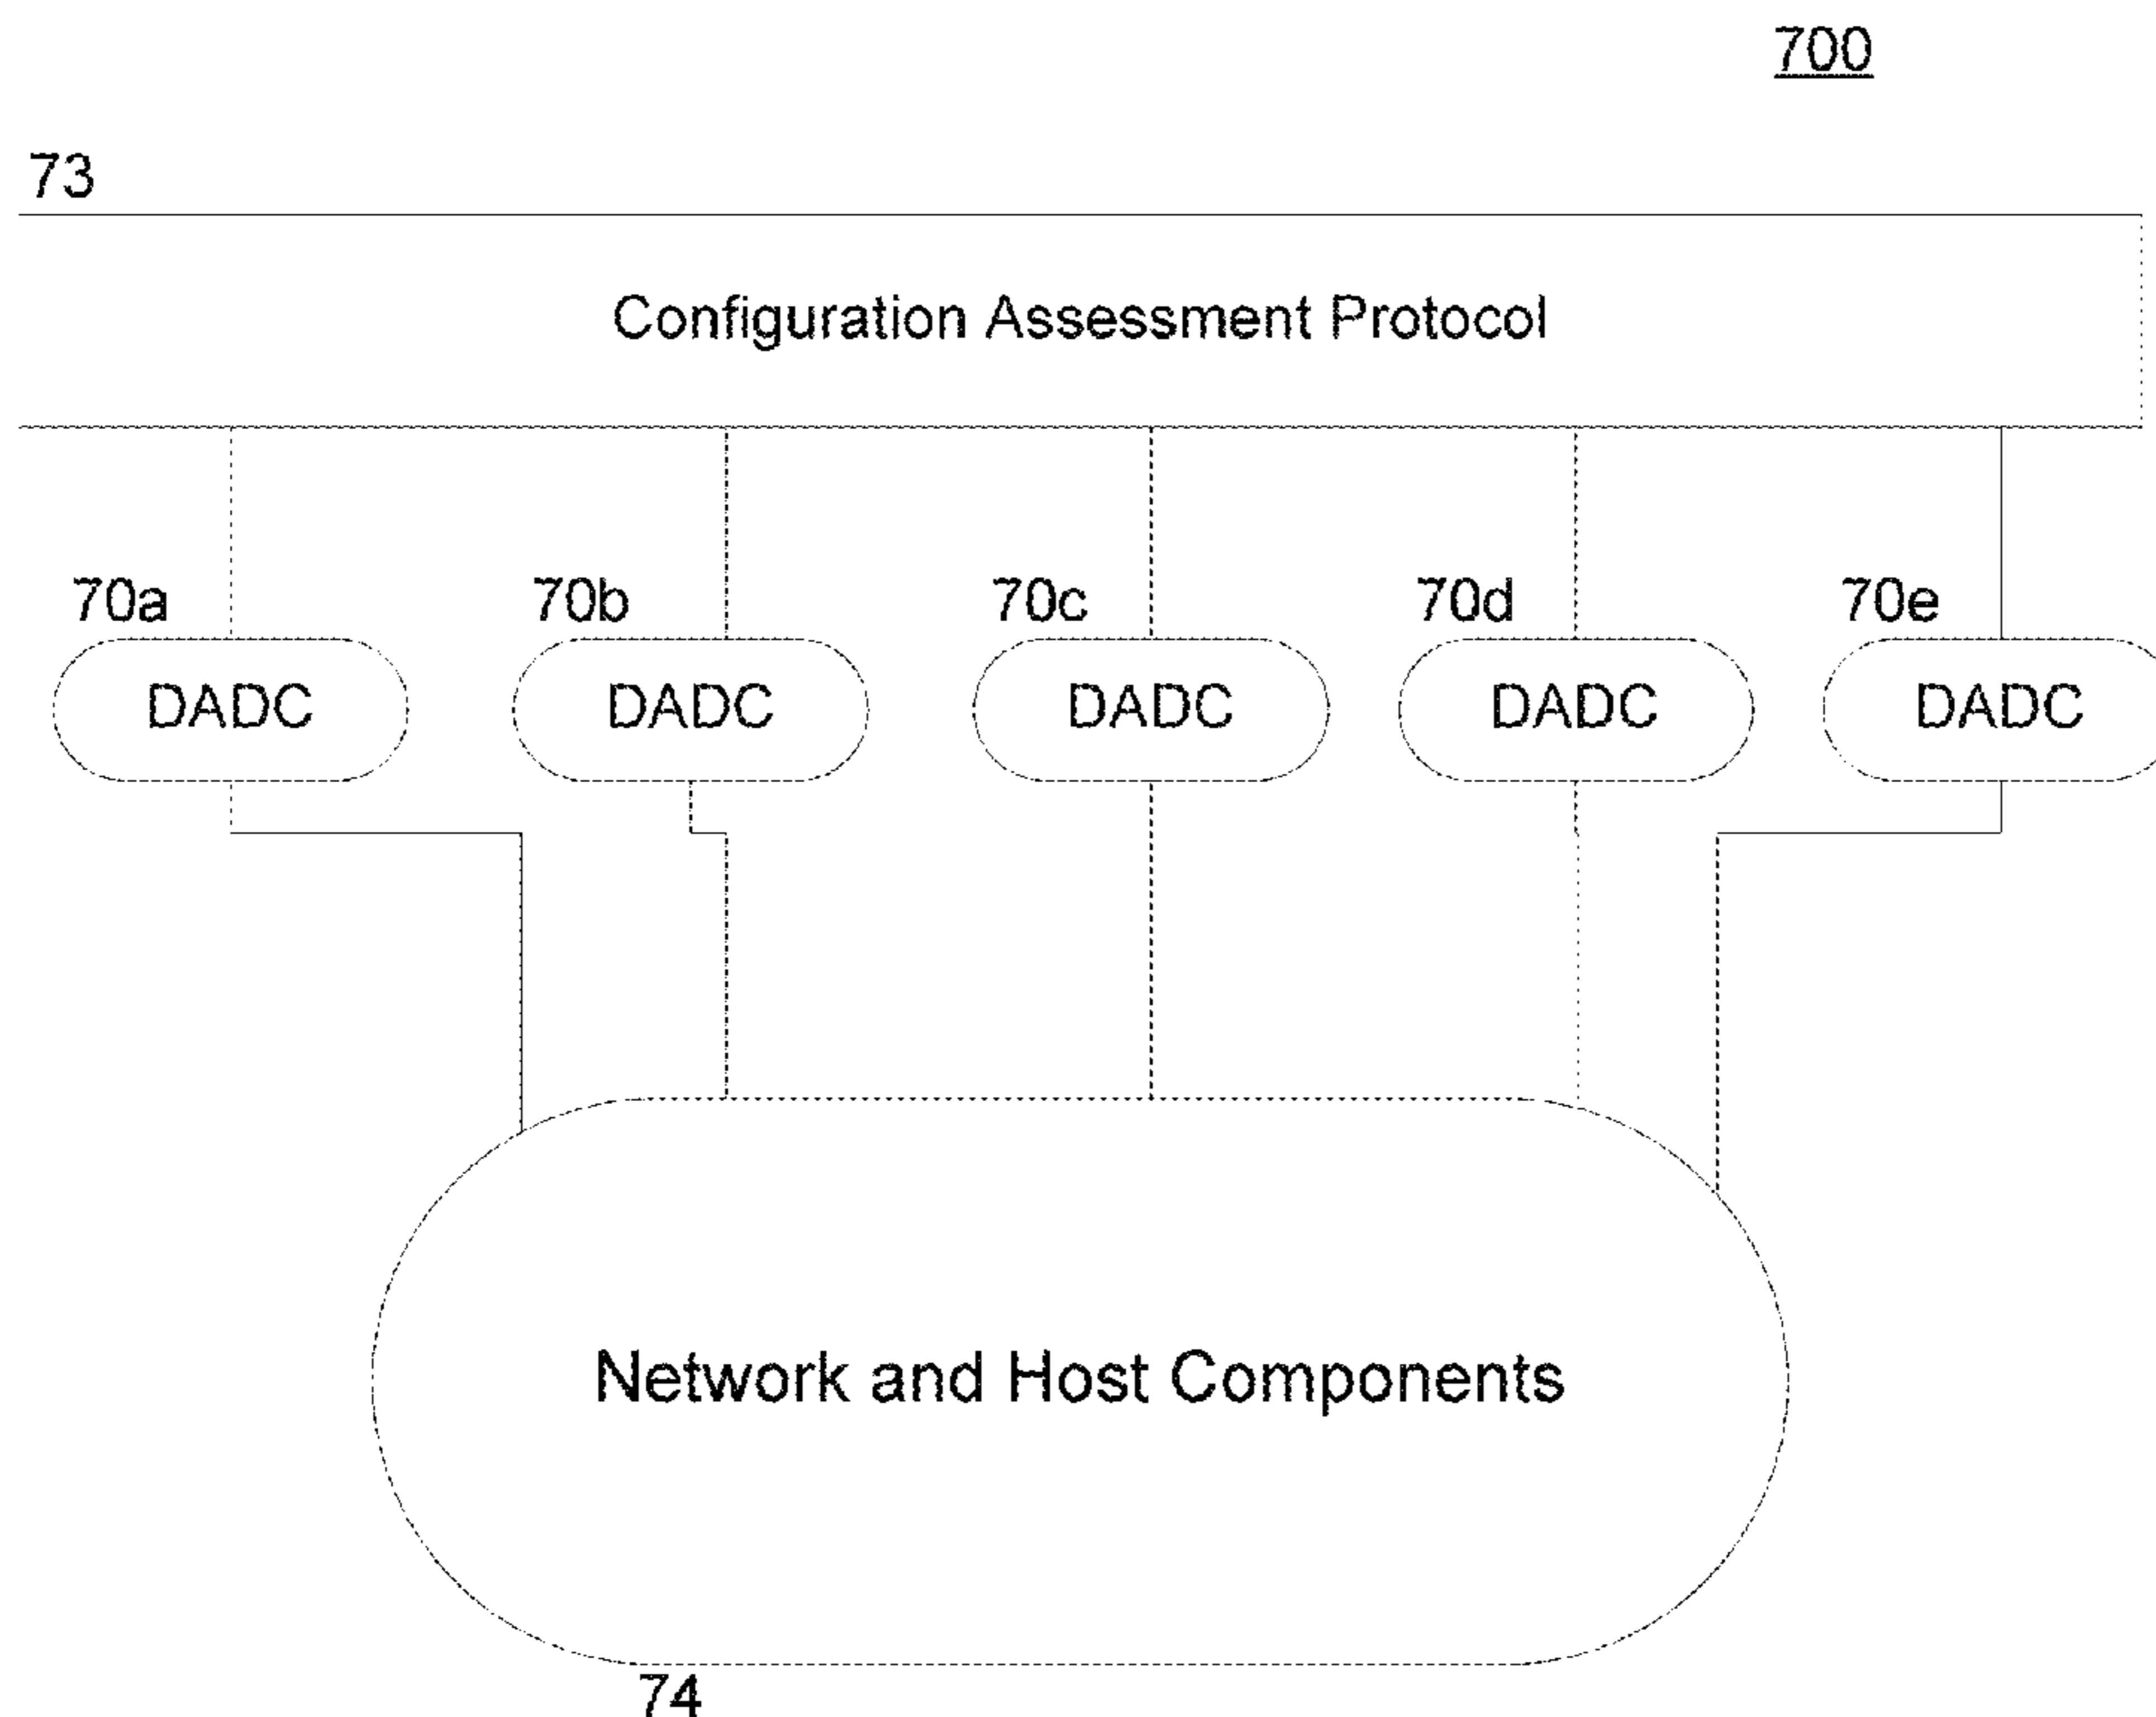 700
73
Configuration Assessment Protocol
70a 70b 70c 70d 70e
DADC DADC DADC DADC DADC
Network and Host Components
74